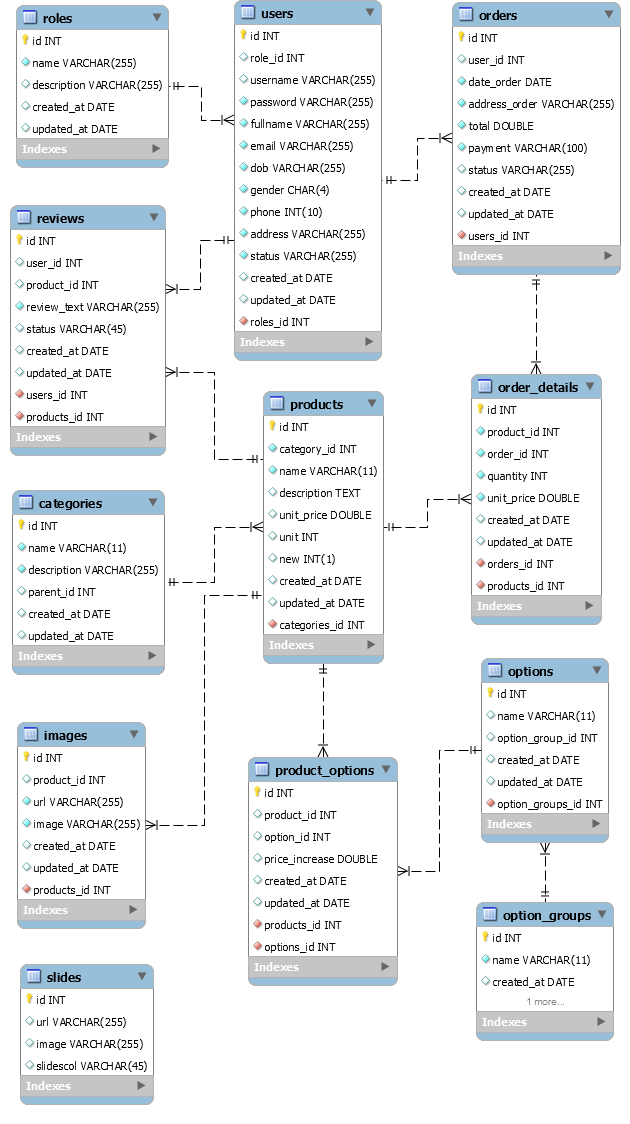 roles
id INT
name VARCHAR(255)
description VARCHAR(255)
created_at DATE
updated_at DATE
Indexes
users
id INT
role_id INT
username VARCHAR(255)
password VARCHAR(255)
fullname VARCHAR(255)
email VARCHAR(255)
dob VARCHAR(255)
gender CHAR(4)
phone INT(10)
address VARCHAR(255)
status VARCHAR(255)
created_at DATE
updated_at DATE
roles_id INT
Indexes
orders
id INT
user_id INT
date_order DATE
address_order VARCHAR(255)
total DOUBLE
payment VARCHAR(100)
status VARCHAR(255)
created_at DATE
updated_at DATE
users_id INT
Indexes
reviews
id INT
user_id INT
product_id INT
review_text VARCHAR(255)
status VARCHAR(45)
created_at DATE
updated_at DATE
users_id INT
products_id INT
Indexes
products
id INT
category_id INT
name VARCHAR(11)
description TEXT
unit_price DOUBLE
unit INT
new INT(1)
created_at DATE
updated_at DATE
categories_id INT
Indexes
order_details
id INT
product_id INT
order_id INT
quantity INT
unit_price DOUBLE
created_at DATE
updated_at DATE
orders_id INT
products_id INT
Indexes
categories
id INT
name VARCHAR(11)
description VARCHAR(255)
parent_id INT
created_at DATE
updated_at DATE
Indexes
options
id INT
name VARCHAR(11)
option_group_id INT
created_at DATE
updated_at DATE
option_groups_id INT
Indexes
images
id INT
product_id INT
url VARCHAR(255)
image VARCHAR(255)
created_at DATE
updated_at DATE
products_id INT
Indexes
product_options
id INT
product_id INT
option_id INT
price_increase DOUBLE
created_at DATE
updated_at DATE
products_id INT
options_id INT
Indexes
option_groups
id INT
name VARCHAR(11)
created_at DATE
1 more...
Indexes
slides
id INT
url VARCHAR(255)
image VARCHAR(255)
slidescol VARCHAR(45)
Indexes